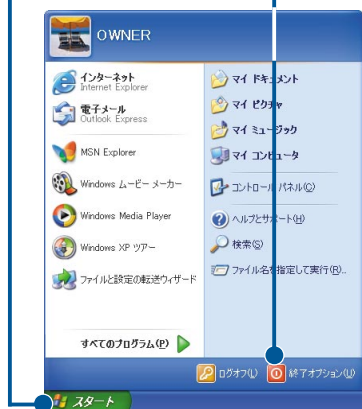 OWNER
インターネット
Internet Explorer
電子メール
Outlook Express
MSN Explorer
Windows ムービー メーカー
Windows Media Player
Windows XP ツアー
ファイルと設定の転送ウィザード
すべてのプログラム(P)
マイ ドキュメント
マイ ピクチャ
マイ ミュージック
マイ コンピュータ
コントロール パネル(C)
ヘルプとサポート(H)
検索(S)
ファイル名を指定して実行(R)...
ログオフ(L)
終了オプション(U)
スタート